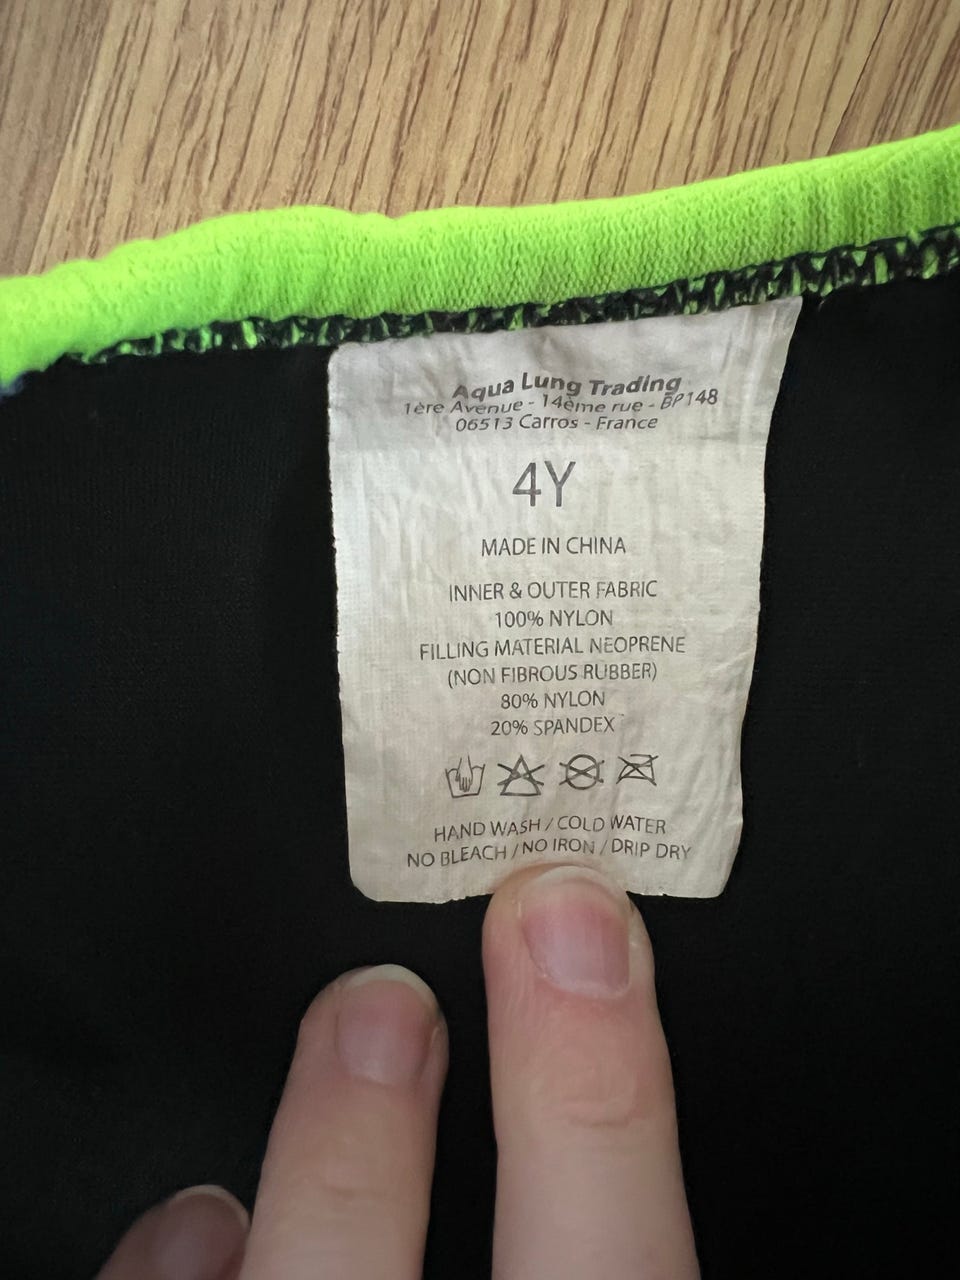 Aqua Lung Trading
1ère Avenue - 14ème rue - BP148
06513 Carros - France
4Y
MADE IN CHINA
INNER & OUTER FABRIC
100% NYLON
FILLING MATERIAL NEOPRENE
(NON FIBROUS RUBBER)
80% NYLON
20% SPANDEX
HAND WASH / COLD WATER
NO BLEACH / NO IRON / DRIP DRY